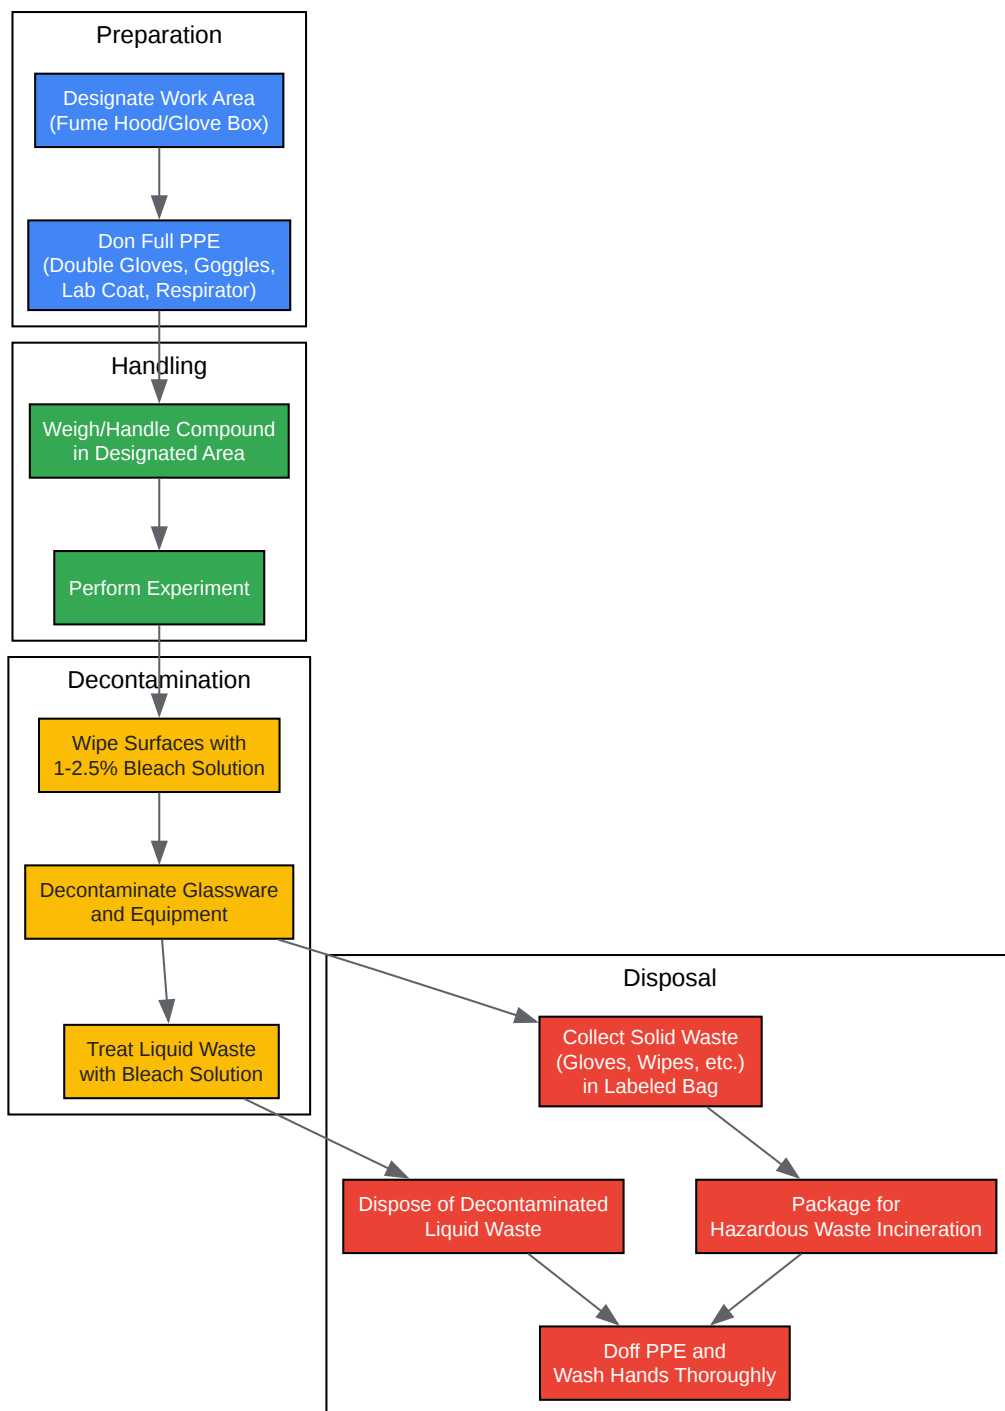 Preparation
Designate Work Area
(Fume Hood/Glove Box)
Don Full PPE
(Double Gloves, Goggles,
Lab Coat, Respirator)
Handling
Weigh/Handle Compound
in Designated Area
Perform Experiment
Decontamination
Wipe Surfaces with
1-2.5% Bleach Solution
Decontaminate Glassware
and Equipment
Treat Liquid Waste
with Bleach Solution
Disposal
Collect Solid Waste
(Gloves, Wipes, etc.)
in Labeled Bag
Dispose of Decontaminated
Liquid Waste
Package for
Hazardous Waste Incineration
Doff PPE and
Wash Hands Thoroughly